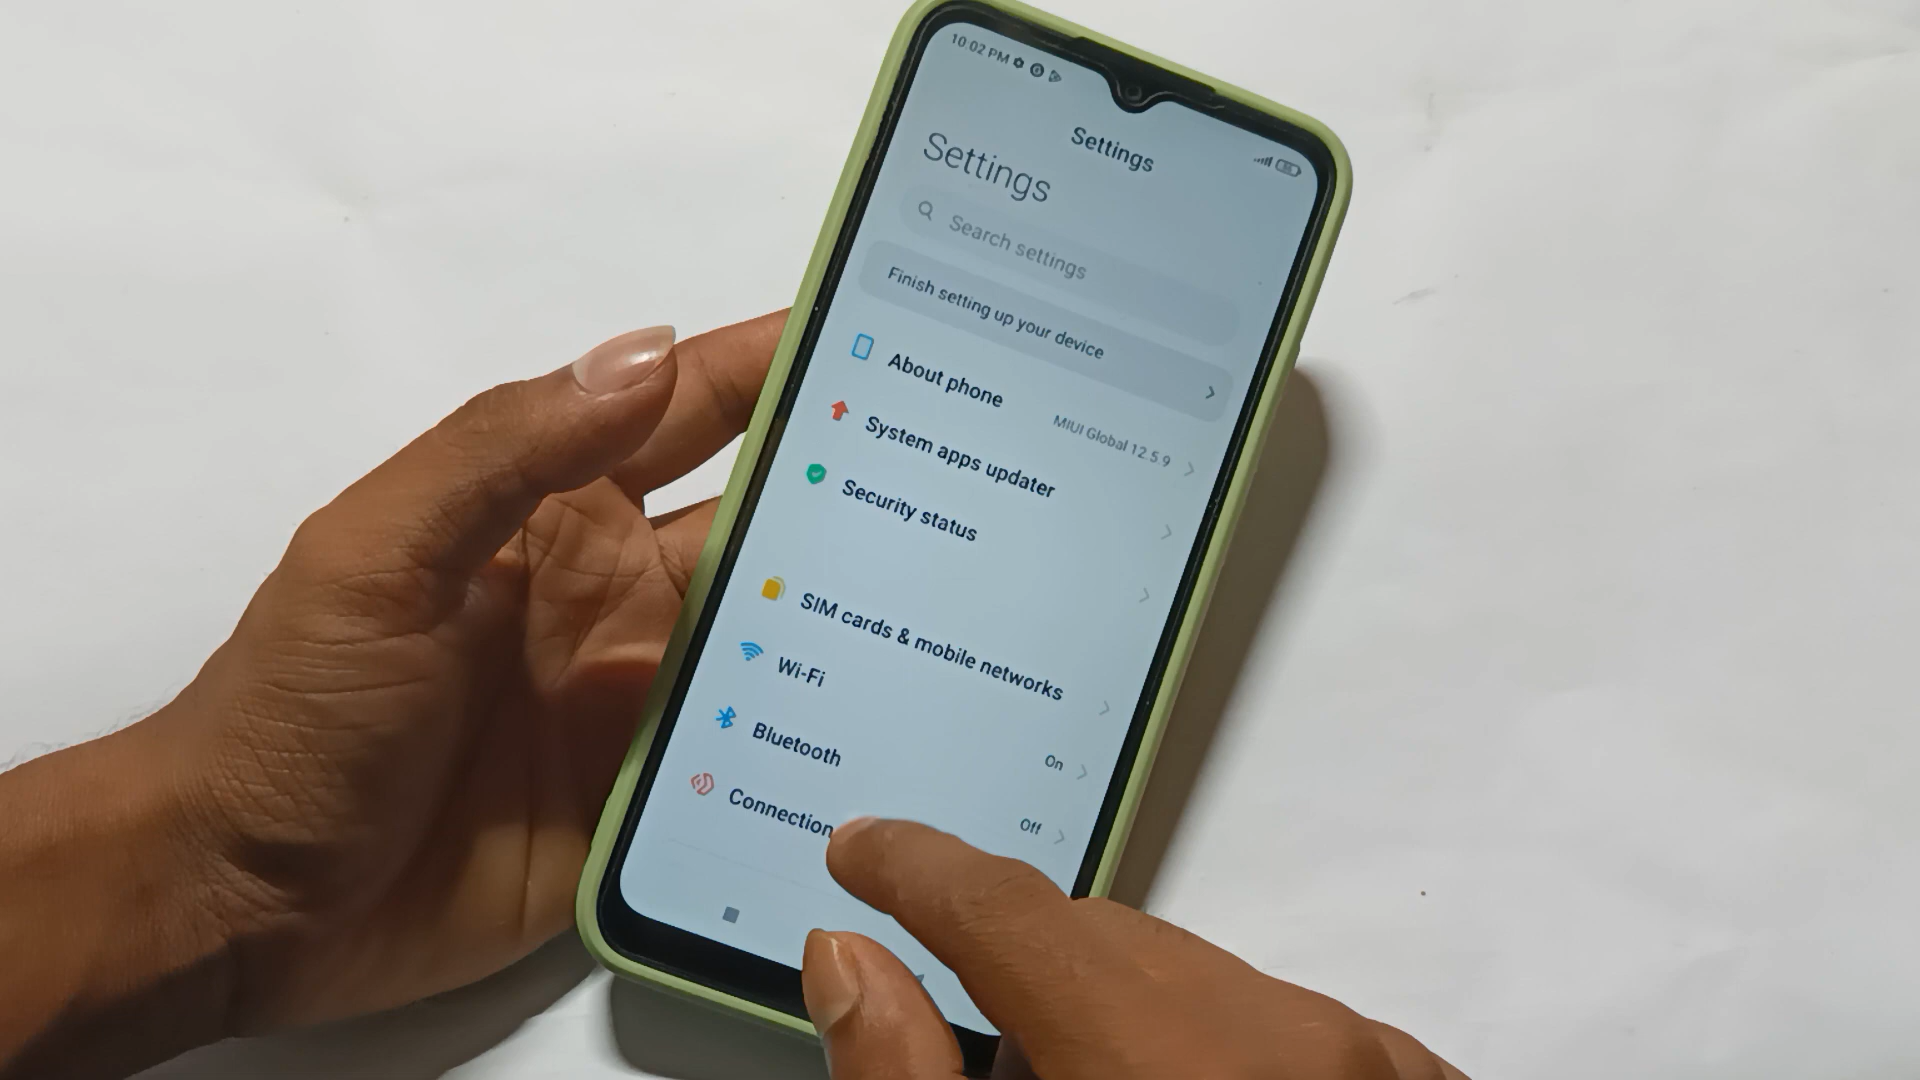 10:02 PM
Settings
Settings
Search settings
Finish setting up your device
About phone
MIUI Global 12.5.9
System apps updater
Security status
SIM cards & mobile networks
Wi-Fi
On
Bluetooth
Off
Connection